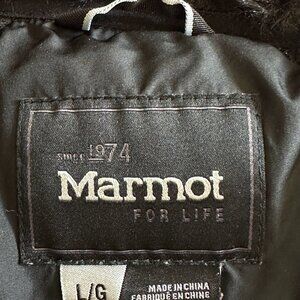 SINCE 1974
Marmot
FOR LIFE
L/G
MADE IN CHINA
FABRIQUÉ EN CHINE